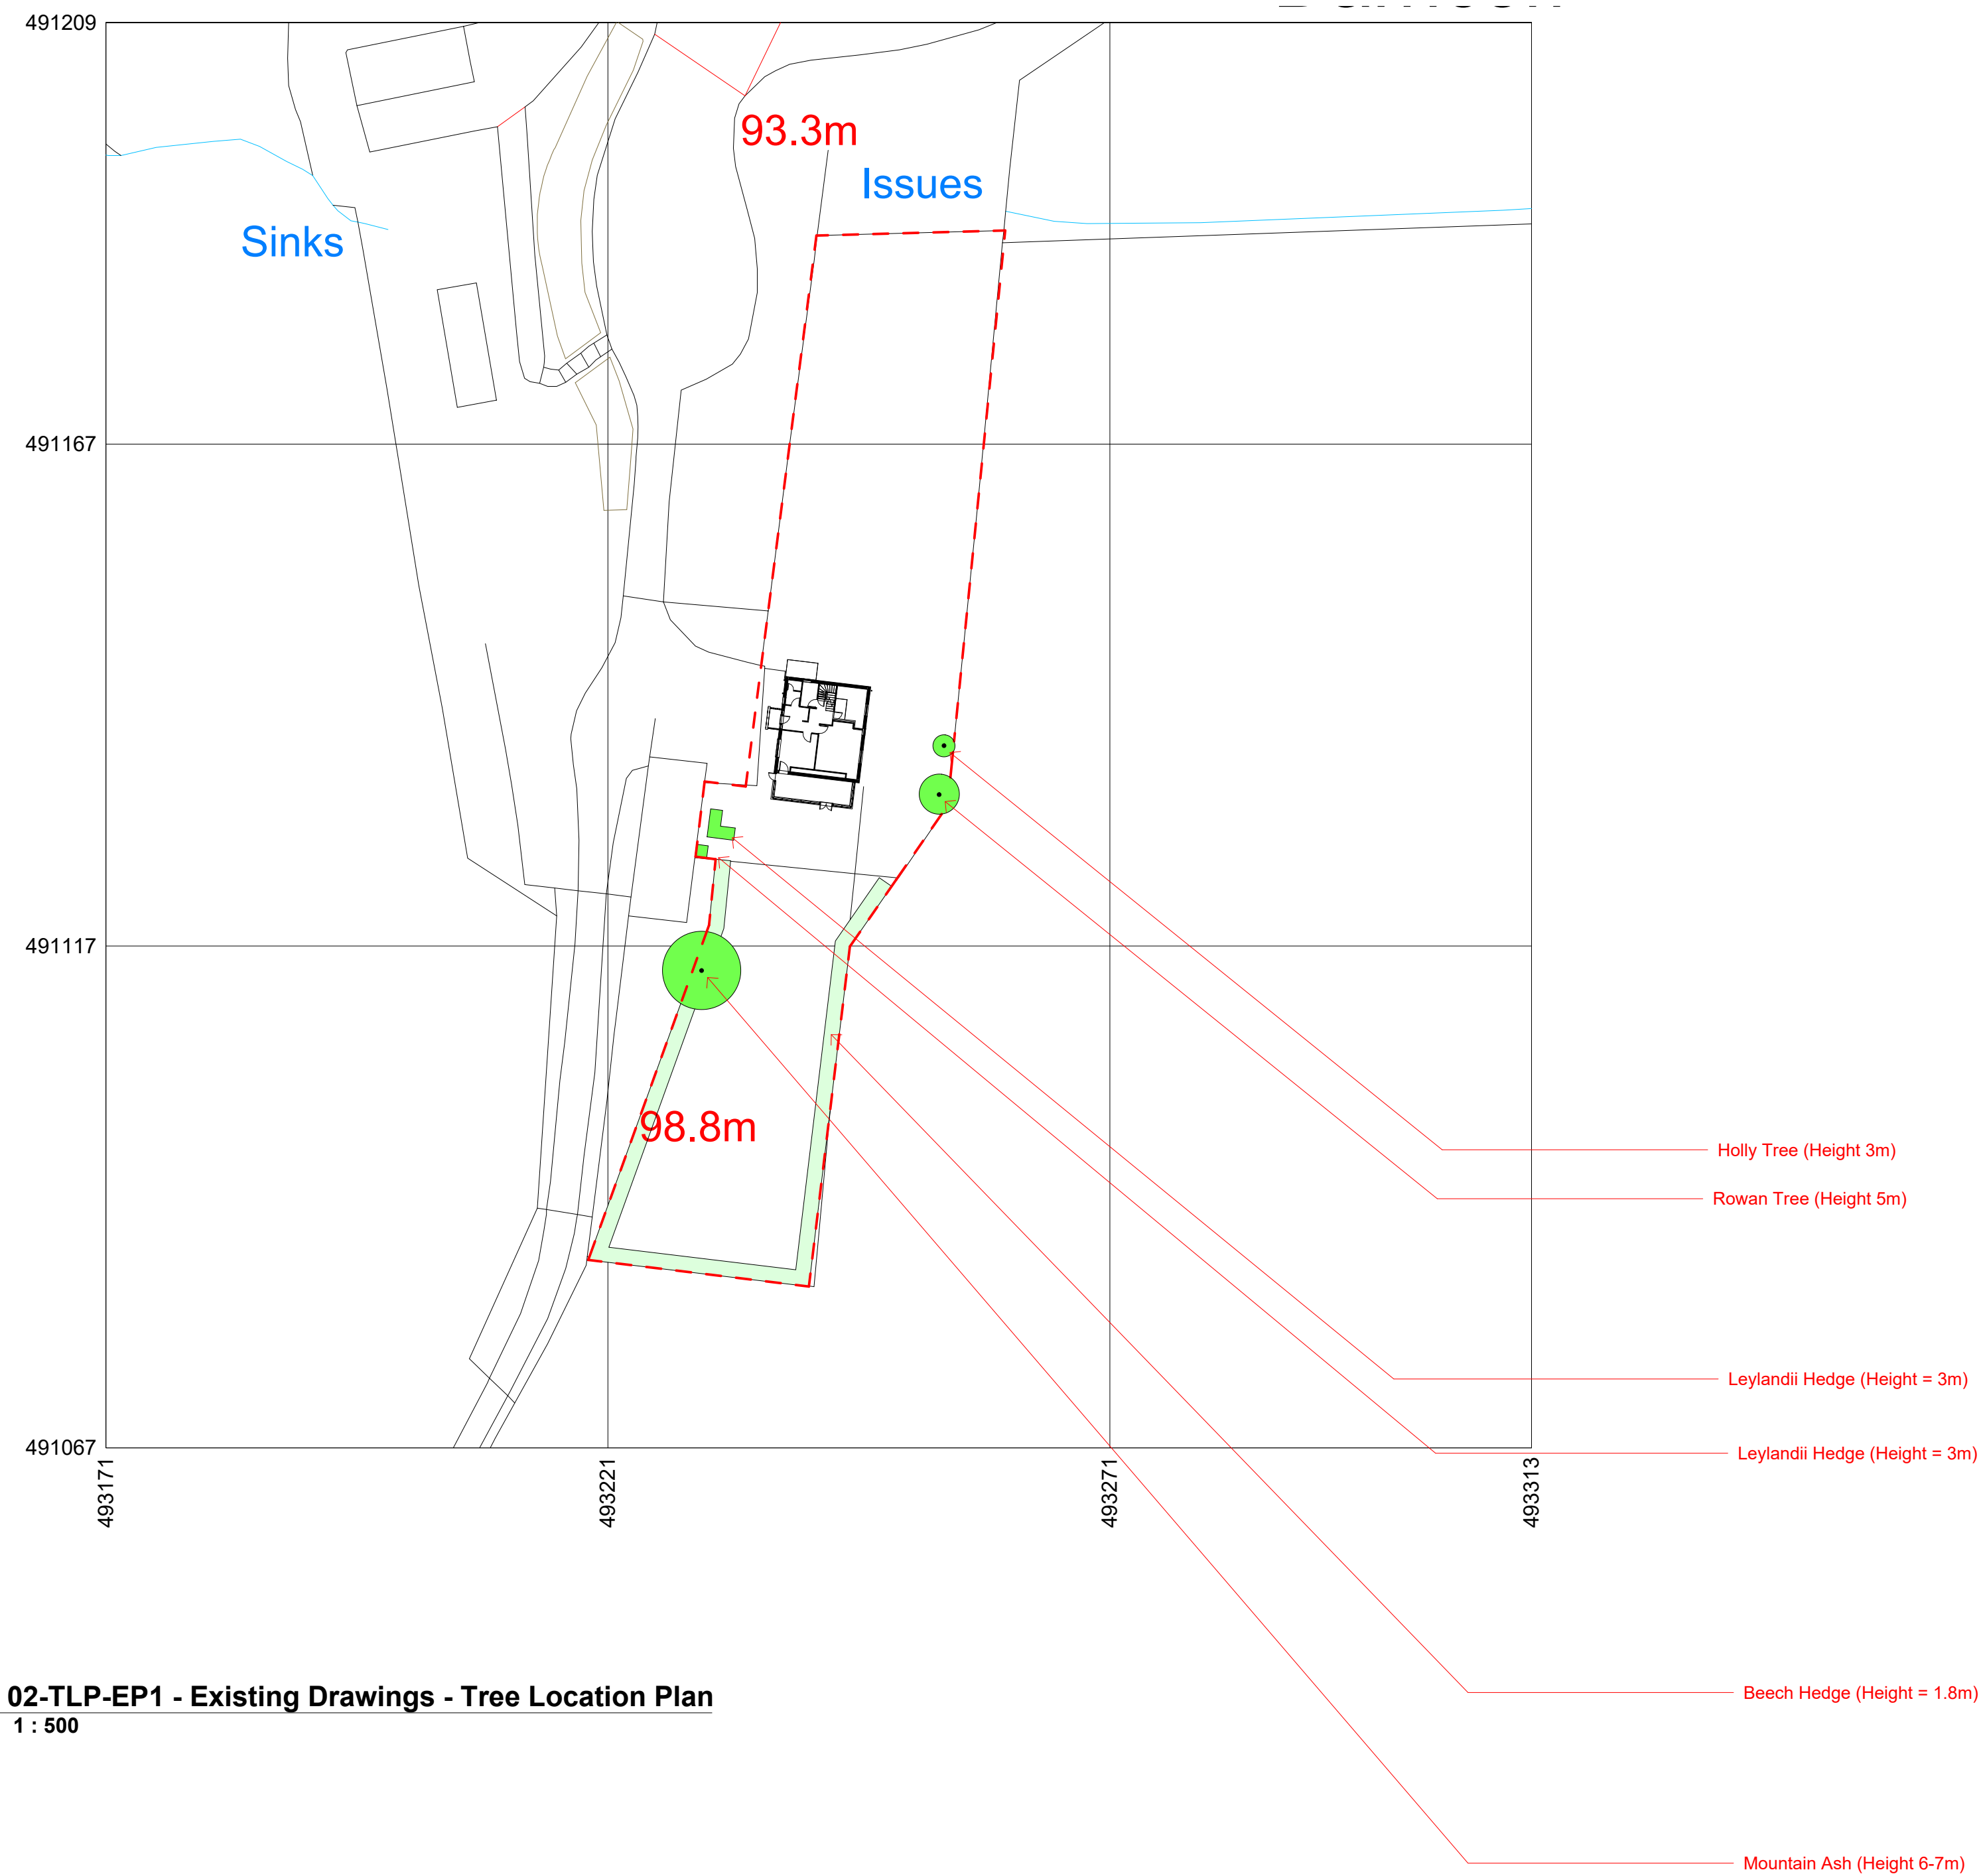 491209
93.3m
Issues
Sinks
491167
491117
98.8m
Holly Tree (Height 3m)
Rowan Tree (Height 5m)
Leylandii Hedge (Height = 3m)
491067
Leylandii Hedge (Height = 3m)
493171
493221
493271
493313
Beech Hedge (Height = 1.8m)
02-TLP-EP1 - Existing Drawings - Tree Location Plan
1 : 500
Mountain Ash (Height 6-7m)